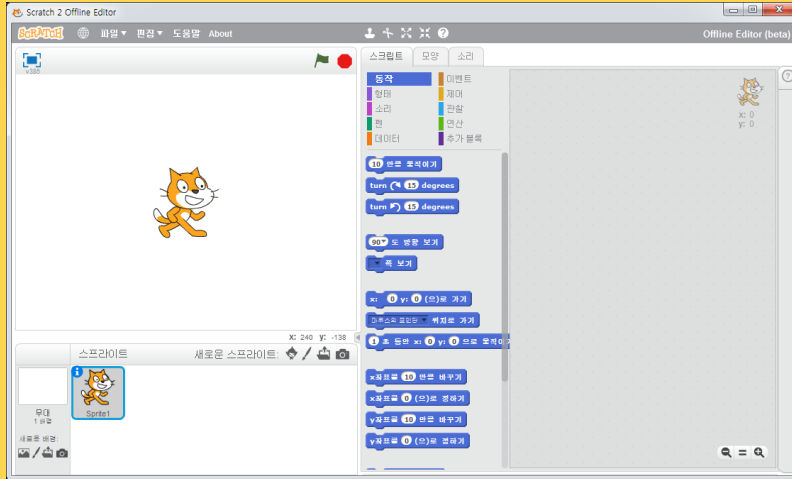 Scratch 2 Offline Editor
SCRATCH 파일▼ 편집▼ 도움말 About
Offline Editor (beta)
v385
스크립트 모양 소리
동작 이벤트
형태 제어
소리 관찰
펜 연산
데이터 추가 블록
x: 0
y: 0
10 만큼 움직이기
turn 15 degrees
turn 15 degrees
90▼ 도 방향 보기
쪽 보기
x: 0 y: 0 (으)로 가기
마우스의 포인터 위치로 가기
1 초 동안 x: 0 y: 0 으로 움직이기
x좌표를 10 만큼 바꾸기
x좌표를 0 (으)로 정하기
y좌표를 10 만큼 바꾸기
y좌표를 0 (으)로 정하기
X: 240 y: -138
스프라이트 새로운 스프라이트:
무대
1 배경
Sprite1
새로운 배경: